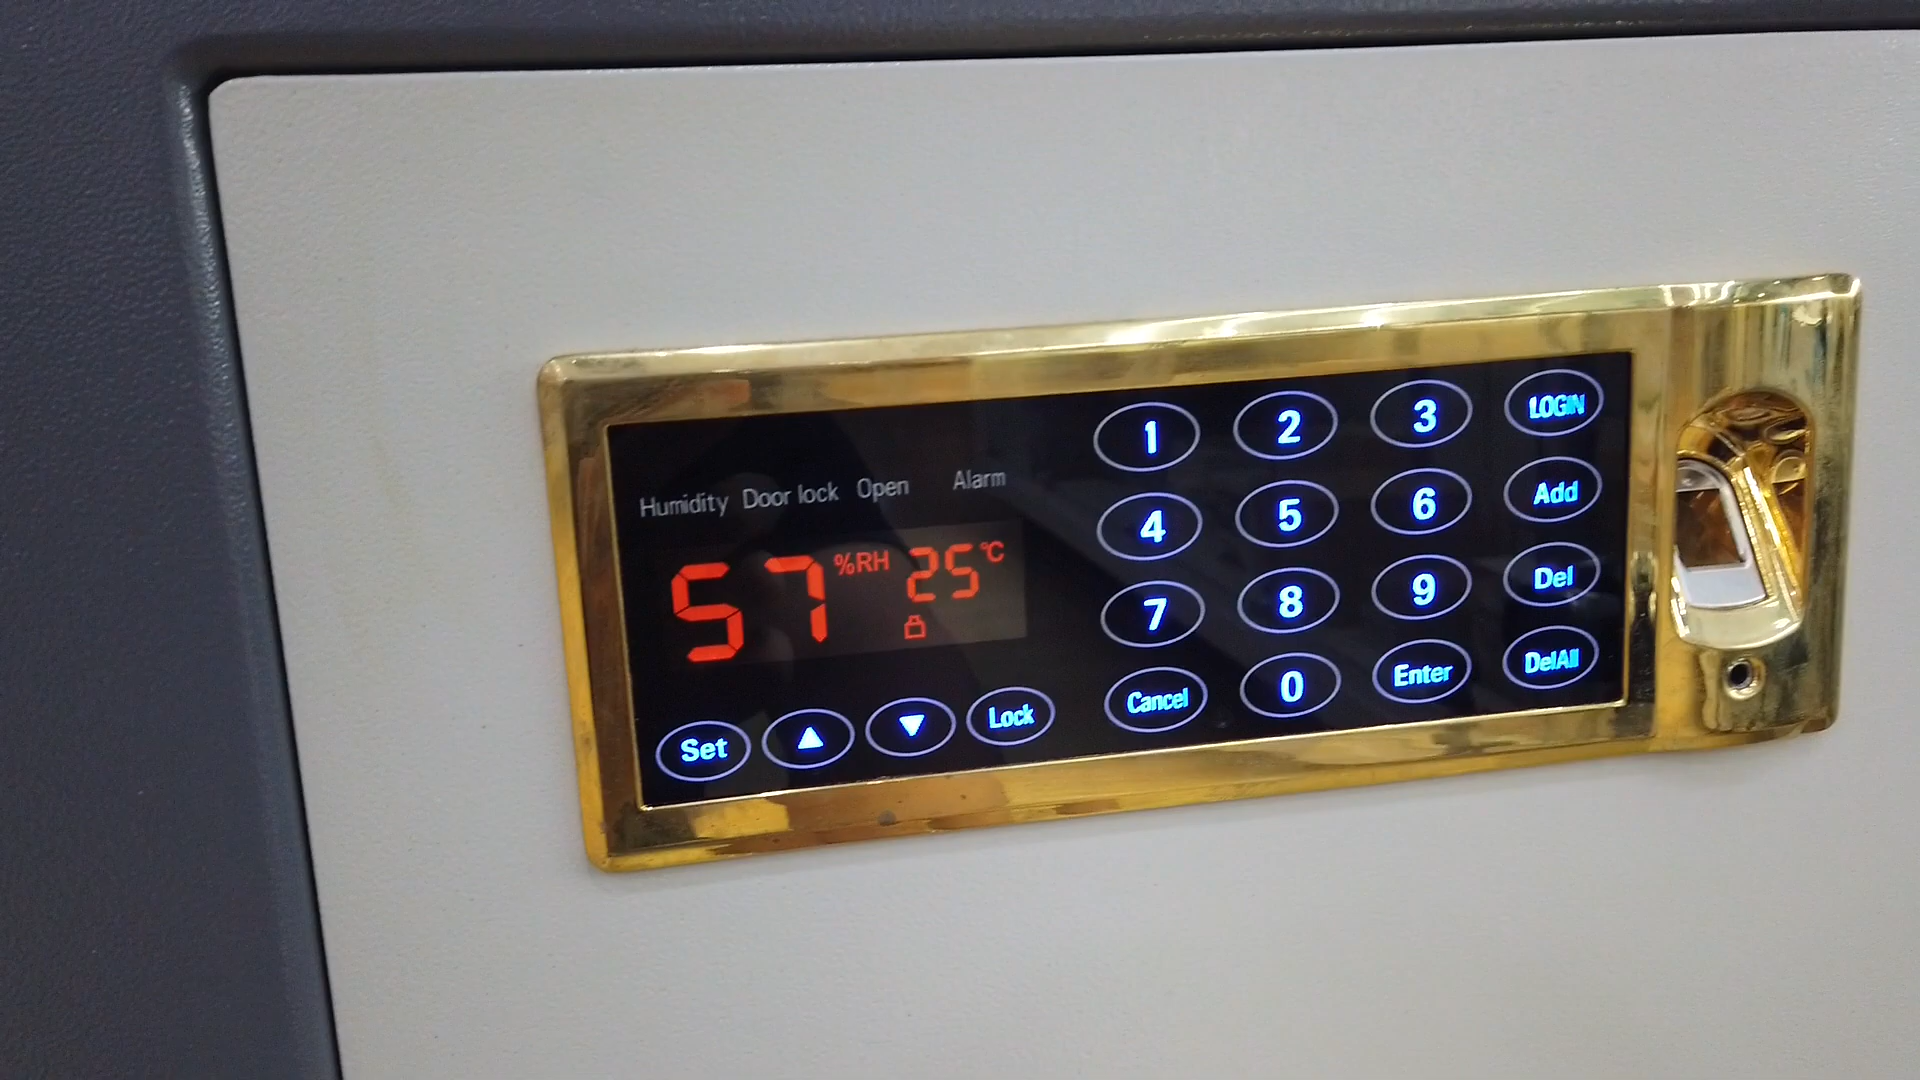 Humidity Door lock Open Alarm
57 %RH 25 °C
Set ▲ ▼ Lock
1 2 3 LOGIN
4 5 6 Add
7 8 9 Del
Cancel 0 Enter DelAll